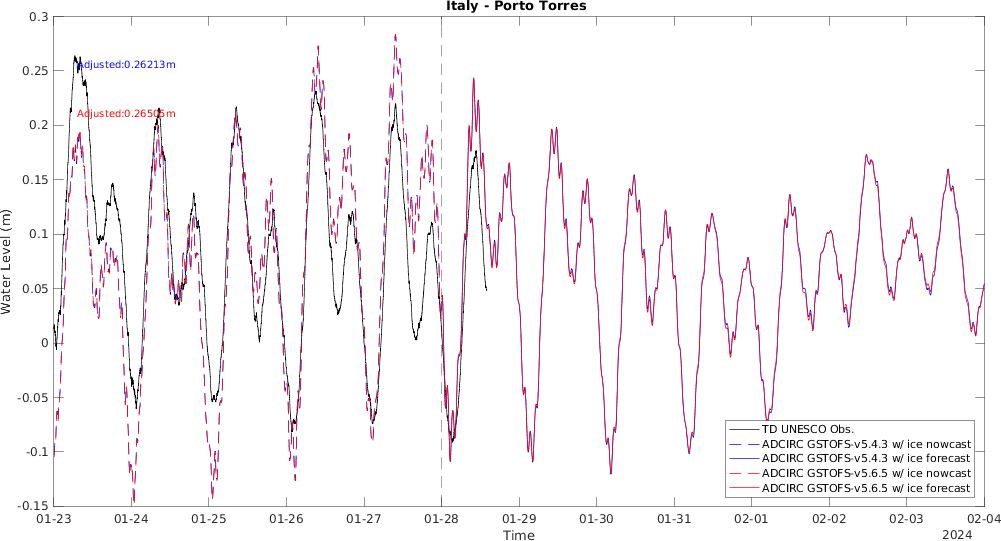 Italy - Porto Torres
0.3
0.25
0.2
0.15
0.1
0.05
0
-0.05
-0.1
-0.15
Water Level (m)
Adjusted:0.26213m
Adjusted:0.26505m
TD UNESCO Obs.
ADCIRC GSTOFS-v5.4.3 w/ ice nowcast
ADCIRC GSTOFS-v5.4.3 w/ ice forecast
ADCIRC GSTOFS-v5.6.5 w/ ice nowcast
ADCIRC GSTOFS-v5.6.5 w/ ice forecast
01-23 01-24 01-25 01-26 01-27 01-28 01-29 01-30 01-31 02-01 02-02 02-03 02-04
Time
2024